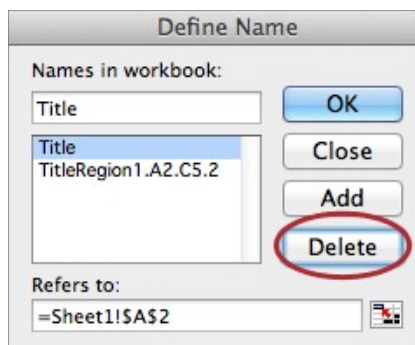 Define Name
Names in workbook:
Title
OK
Title
TitleRegion1.A2.C5.2
Close
Add
Delete
Refers to:
=Sheet1!$A$2